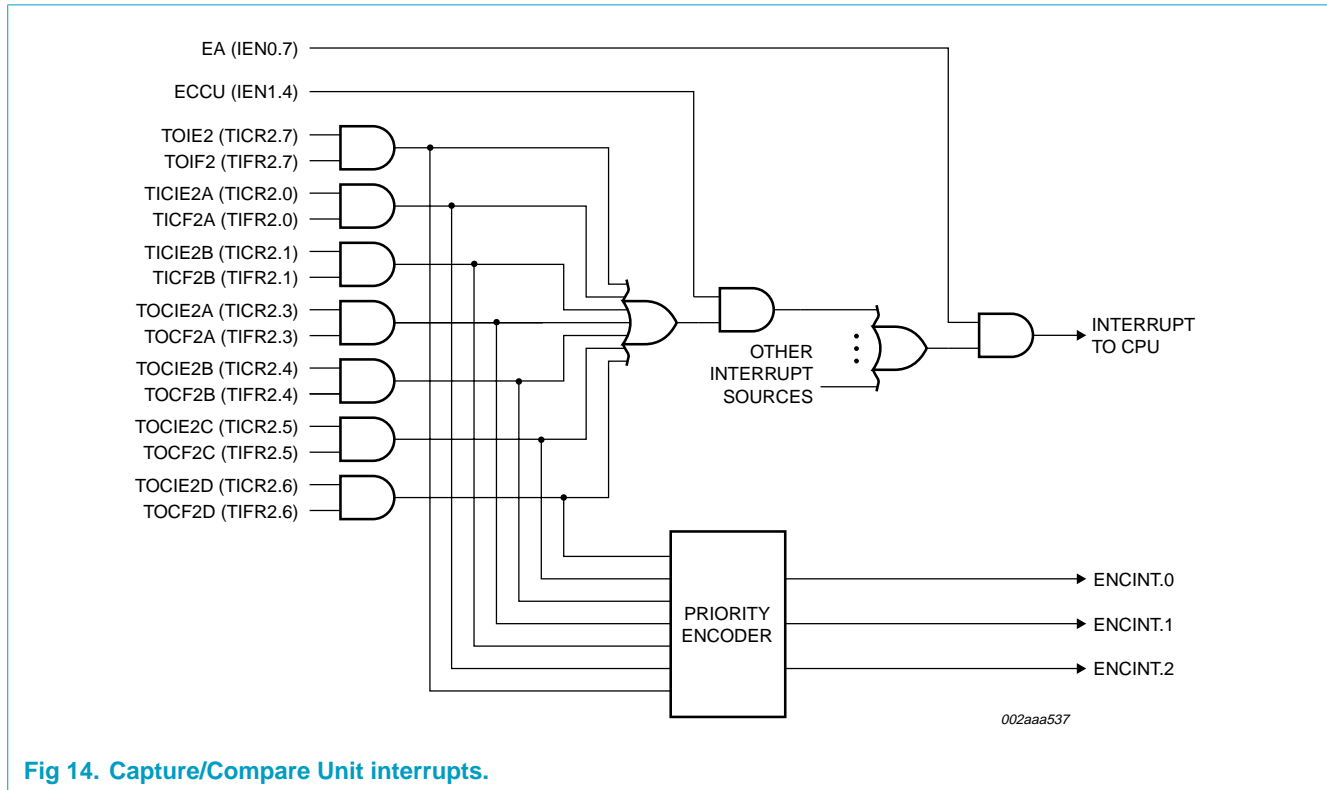 EA (IEN0.7)
ECCU (IEN1.4)
TOIE2 (TICR2.7)
TOIF2 (TIFR2.7)
TICIE2A (TICR2.0)
TICF2A (TIFR2.0)
TICIE2B (TICR2.1)
TICF2B (TIFR2.1)
TOCIE2A (TICR2.3)
TOCF2A (TIFR2.3)
TOCIE2B (TICR2.4)
TOCF2B (TIFR2.4)
TOCIE2C (TICR2.5)
TOCF2C (TIFR2.5)
TOCIE2D (TICR2.6)
TOCF2D (TIFR2.6)
OTHER
INTERRUPT
SOURCES
INTERRUPT
TO CPU
PRIORITY
ENCODER
ENCINT.0
ENCINT.1
ENCINT.2
002aaa537
Fig 14. Capture/Compare Unit interrupts.